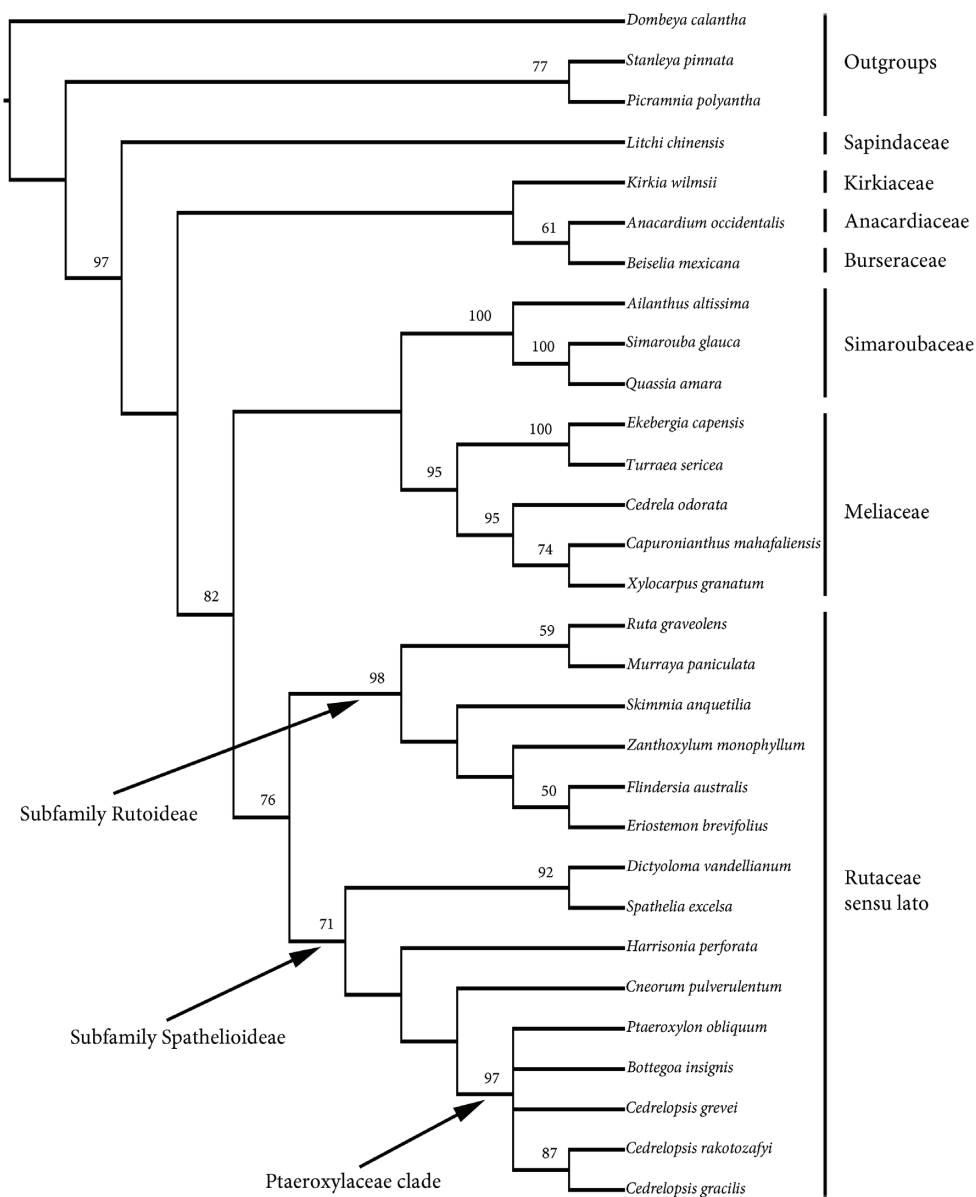 Dombeya calantha
77
Stanleya pinnata
Outgroups
Picramnia polyantha
Litchi chinensis
Sapindaceae
Kirkia wilmsii
Kirkiaceae
Anacardium occidentalis
Anacardiaceae
61
97
Beiselia mexicana
Burseraceae
Ailanthus altissima
100
Simarouba glauca
Simaroubaceae
100
Quassia amara
Ekebergia capensis
100
Turraea sericea
95
Cedrela odorata
Meliaceae
95
Capuronianthus mahafaliensis
74
Xylocarpus granatum
82
Ruta graveolens
59
Murraya paniculata
98
Skimmia anquetilia
Zanthoxylum monophyllum
Flindersia australis
50
76
Subfamily Rutoideae
Eriostemon brevifolius
Dictyoloma vandellianum
92
Rutaceae
sensu lato
Spathelia excelsa
71
Harrisonia perforata
Cneorum pulverulentum
Subfamily Spathelioideae
Ptaeroxylon obliquum
Bottegoa insignis
97
Cedrelopsis grevei
Cedrelopsis rakotozafyi
87
Ptaeroxylaceae clade
Cedrelopsis gracilis